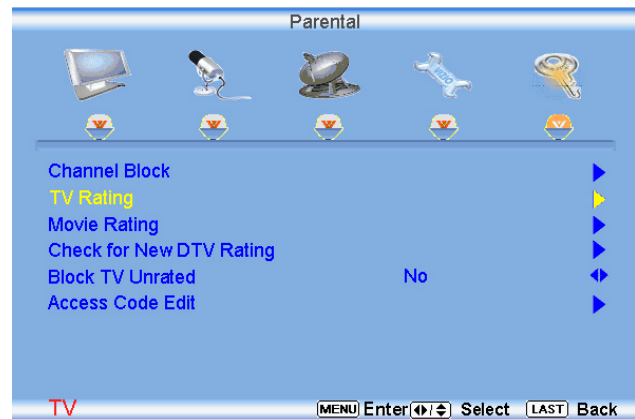 Parental
VIZIO
Channel Block
TV Rating
Movie Rating
Check for New DTV Rating
Block TV Unrated No
Access Code Edit
TV MENU Enter Select LAST Back